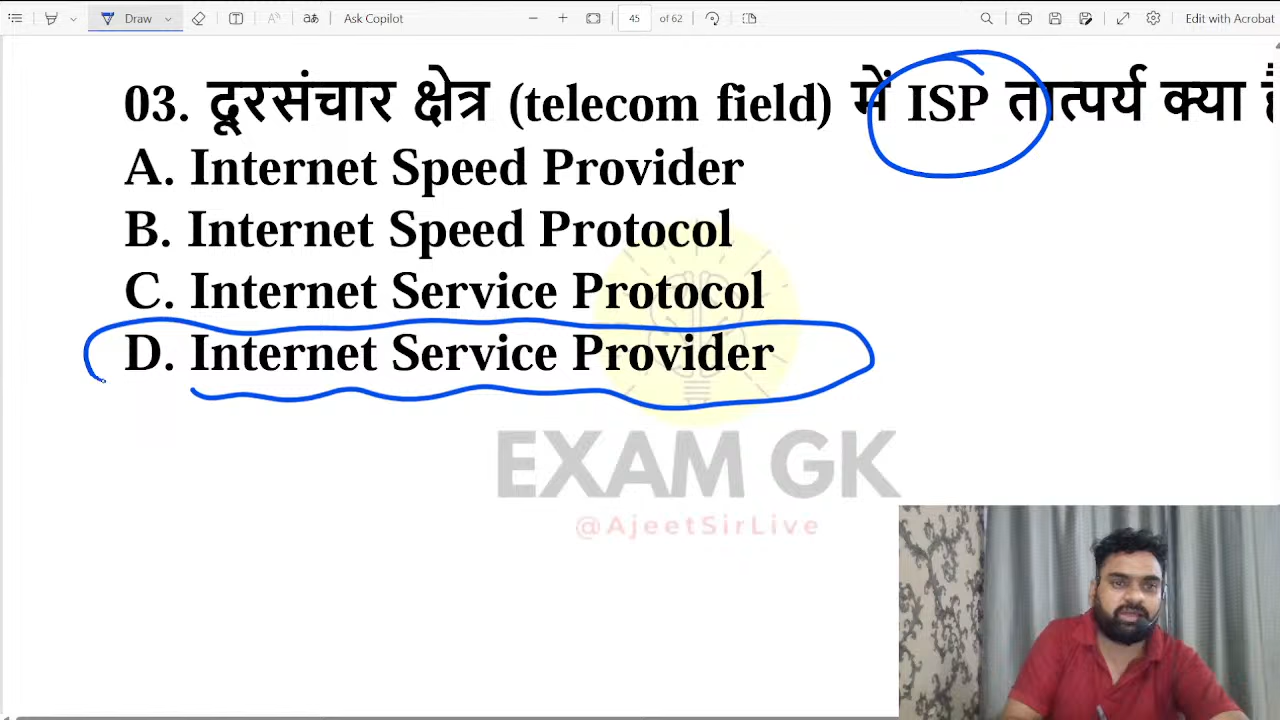 Draw
Ask Copilot
45 of 62
Edit with Acrobat
03. दूरसंचार क्षेत्र (telecom field) में ISP तात्पर्य क्या है
A. Internet Speed Provider
B. Internet Speed Protocol
C. Internet Service Protocol
D. Internet Service Provider
EXAM GK
@AjeetSirLive